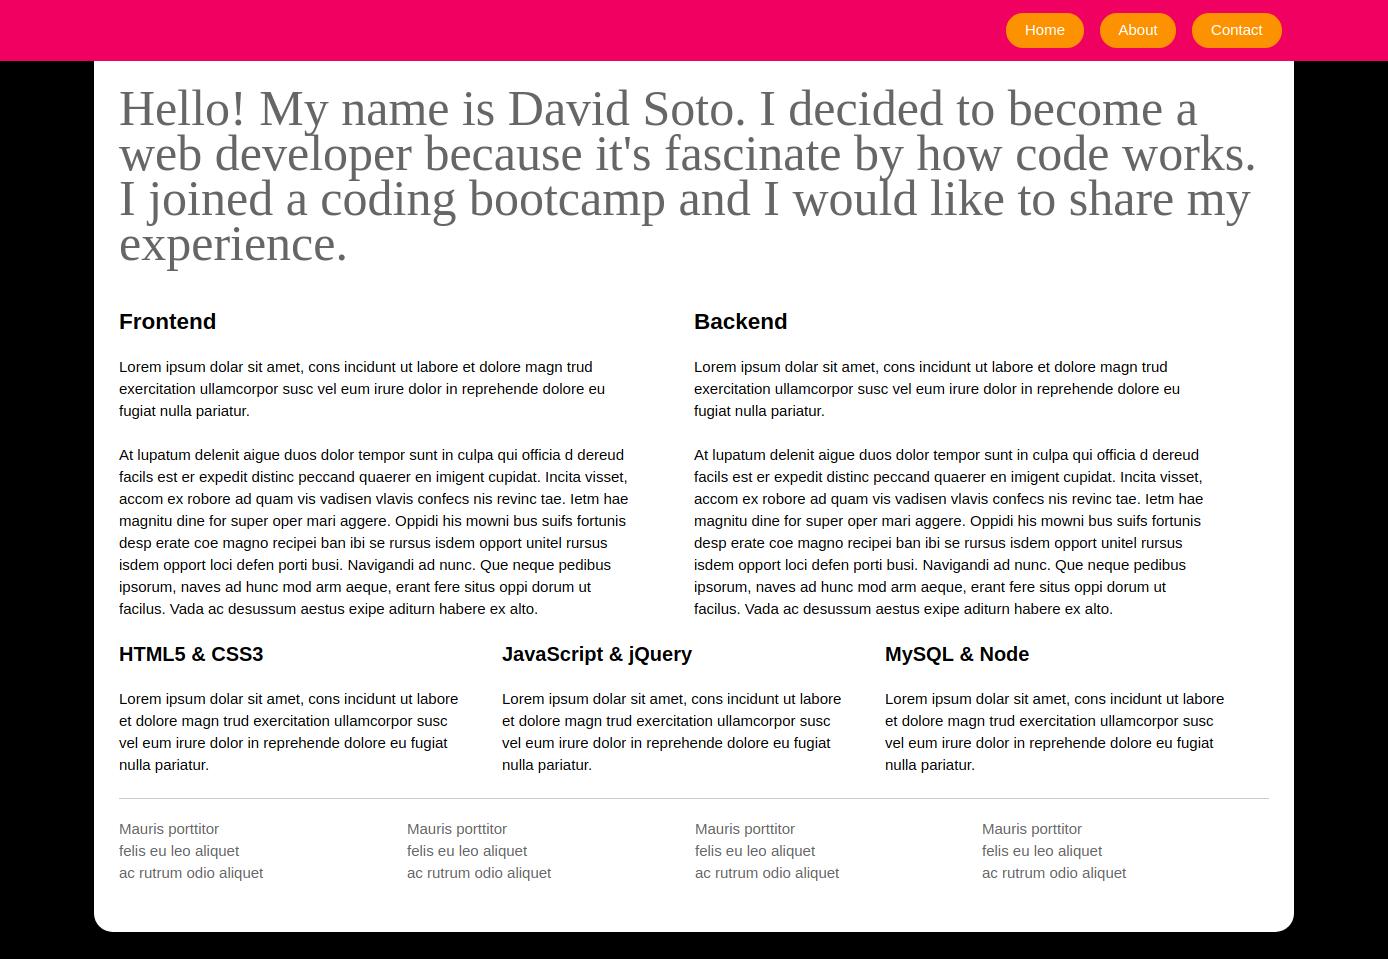 Home
About
Contact
Hello! My name is David Soto. I decided to become a
web developer because it's fascinate by how code works.
I joined a coding bootcamp and I would like to share my
experience.
Frontend
Lorem ipsum dolar sit amet, cons incidunt ut labore et dolore magn trud
exercitation ullamcorpor susc vel eum irure dolor in reprehende dolore eu
fugiat nulla pariatur.
At lupatum delenit aigue duos dolor tempor sunt in culpa qui officia d dereud
facils est er expedit distinc peccand quaerer en imigent cupidat. Incita visset,
accom ex robore ad quam vis vadisen vlavis confecs nis revinc tae. Ietm hae
magnitu dine for super oper mari aggere. Oppidi his mowni bus suifs fortunis
desp erate coe magno recipei ban ibi se rursus isdem opport unitel rursus
isdem opport loci defen porti busi. Navigandi ad nunc. Que neque pedibus
ipsorum, naves ad hunc mod arm aeque, erant fere situs oppi dorum ut
facilus. Vada ac desussum aestus exipe aditurn habere ex alto.
Backend
Lorem ipsum dolar sit amet, cons incidunt ut labore et dolore magn trud
exercitation ullamcorpor susc vel eum irure dolor in reprehende dolore eu
fugiat nulla pariatur.
At lupatum delenit aigue duos dolor tempor sunt in culpa qui officia d dereud
facils est er expedit distinc peccand quaerer en imigent cupidat. Incita visset,
accom ex robore ad quam vis vadisen vlavis confecs nis revinc tae. Ietm hae
magnitu dine for super oper mari aggere. Oppidi his mowni bus suifs fortunis
desp erate coe magno recipei ban ibi se rursus isdem opport unitel rursus
isdem opport loci defen porti busi. Navigandi ad nunc. Que neque pedibus
ipsorum, naves ad hunc mod arm aeque, erant fere situs oppi dorum ut
facilus. Vada ac desussum aestus exipe aditurn habere ex alto.
HTML5 & CSS3
Lorem ipsum dolar sit amet, cons incidunt ut labore
et dolore magn trud exercitation ullamcorpor susc
vel eum irure dolor in reprehende dolore eu fugiat
nulla pariatur.
JavaScript & jQuery
Lorem ipsum dolar sit amet, cons incidunt ut labore
et dolore magn trud exercitation ullamcorpor susc
vel eum irure dolor in reprehende dolore eu fugiat
nulla pariatur.
MySQL & Node
Lorem ipsum dolar sit amet, cons incidunt ut labore
et dolore magn trud exercitation ullamcorpor susc
vel eum irure dolor in reprehende dolore eu fugiat
nulla pariatur.
Mauris porttitor
felis eu leo aliquet
ac rutrum odio aliquet
Mauris porttitor
felis eu leo aliquet
ac rutrum odio aliquet
Mauris porttitor
felis eu leo aliquet
ac rutrum odio aliquet
Mauris porttitor
felis eu leo aliquet
ac rutrum odio aliquet